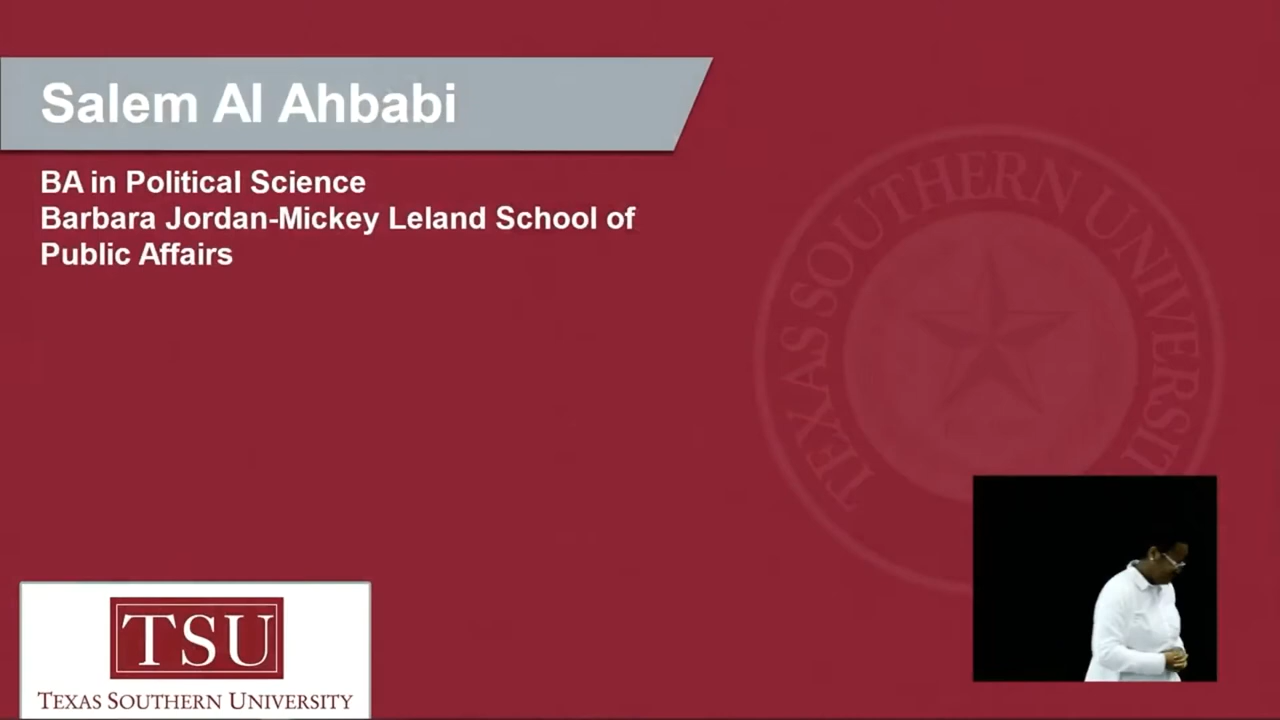 Salem Al Ahbabi
BA in Political Science
Barbara Jordan-Mickey Leland School of
Public Affairs
TEXAS SOUTHERN UNIVERSIT
TSU
TEXAS SOUTHERN UNIVERSITY